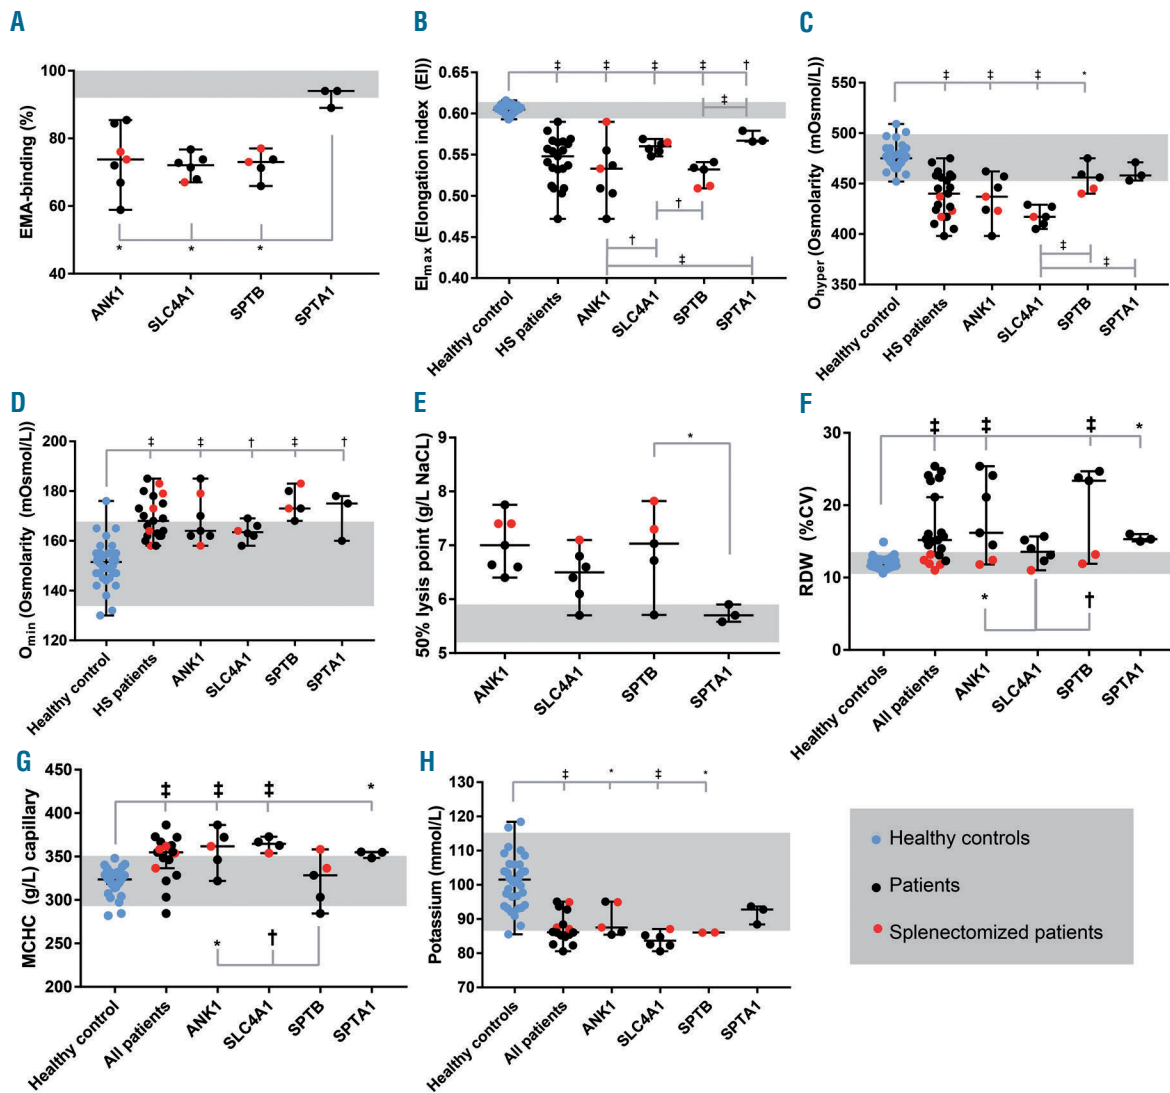 A
EMA-binding (%)
100
80
60
40
* * *
ANK1 SLC4A1 SPTB SPTA1
B
EImax (Elongation index (EI))
0.65
0.60
0.55
0.50
0.45
0.40
‡ ‡ ‡ ‡ †
‡
†
†
‡
Healthy control HS patients ANK1 SLC4A1 SPTB SPTA1
C
Ohyper (Osmolarity (mOsmol/L))
550
500
450
400
350
‡ ‡ ‡ *
‡
‡
Healthy control HS patients ANK1 SLC4A1 SPTB SPTA1
D
Omin (Osmolarity (mOsmol/L))
200
180
160
140
120
‡ ‡ † ‡ †
Healthy control HS patients ANK1 SLC4A1 SPTB SPTA1
E
50% lysis point (g/L NaCL)
9
8
7
6
5
*
ANK1 SLC4A1 SPTB SPTA1
F
RDW (%CV)
30
20
10
0
‡ ‡ ‡ *
* †
Healthy controls All patients ANK1 SLC4A1 SPTB SPTA1
G
MCHC (g/L) capillary
450
400
350
300
250
200
‡ ‡ ‡ *
* †
Healthy control All patients ANK1 SLC4A1 SPTB SPTA1
H
Potassium (mmol/L)
130
120
110
100
90
80
70
‡ * ‡ *
Healthy controls All patients ANK1 SLC4A1 SPTB SPTA1
Healthy controls
Patients
Splenectomized patients